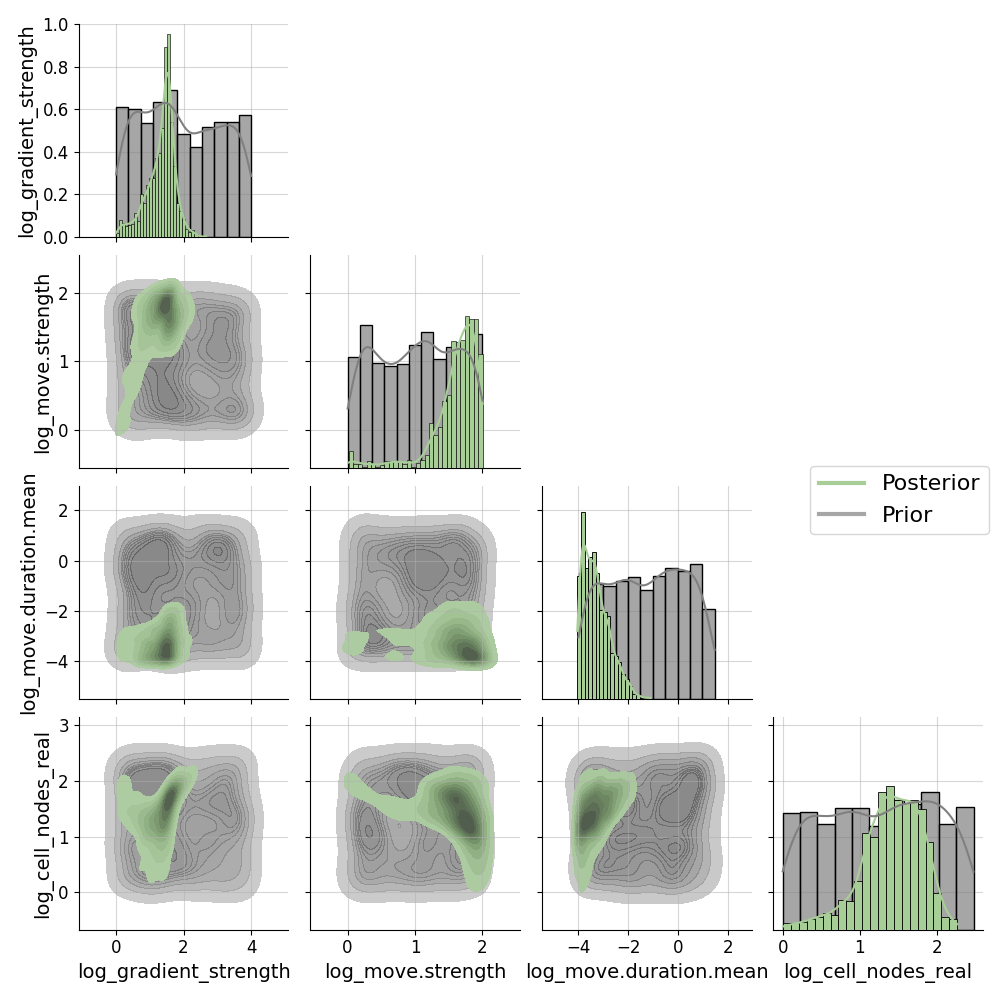 log_gradient_strength
1.0
0.8
0.6
0.4
0.2
0.0
log_move.strength
2
1
0
log_move.duration.mean
2
0
−2
−4
Posterior
Prior
log_cell_nodes_real
3
2
1
0
0 2 4
0 1 2
−4 −2 0 2
0 1 2
log_gradient_strength
log_move.strength
log_move.duration.mean
log_cell_nodes_real